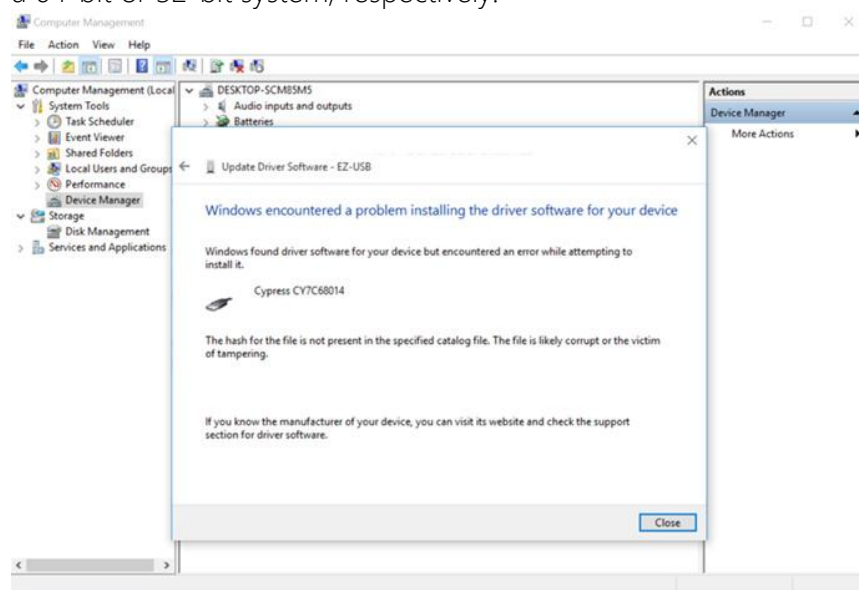 a 64-bit or 32-bit system, respectively.
Computer Management
File Action View Help
Computer Management (Local
System Tools
Task Scheduler
Event Viewer
Shared Folders
Local Users and Groups
Performance
Device Manager
Storage
Disk Management
Services and Applications
DESKTOP-SCM85M5
Audio inputs and outputs
Batteries
Actions
Device Manager
More Actions
Update Driver Software - EZ-USB
Windows encountered a problem installing the driver software for your device
Windows found driver software for your device but encountered an error while attempting to
install it.
Cypress CY7C68014
The hash for the file is not present in the specified catalog file. The file is likely corrupt or the victim
of tampering.
If you know the manufacturer of your device, you can visit its website and check the support
section for driver software.
Close